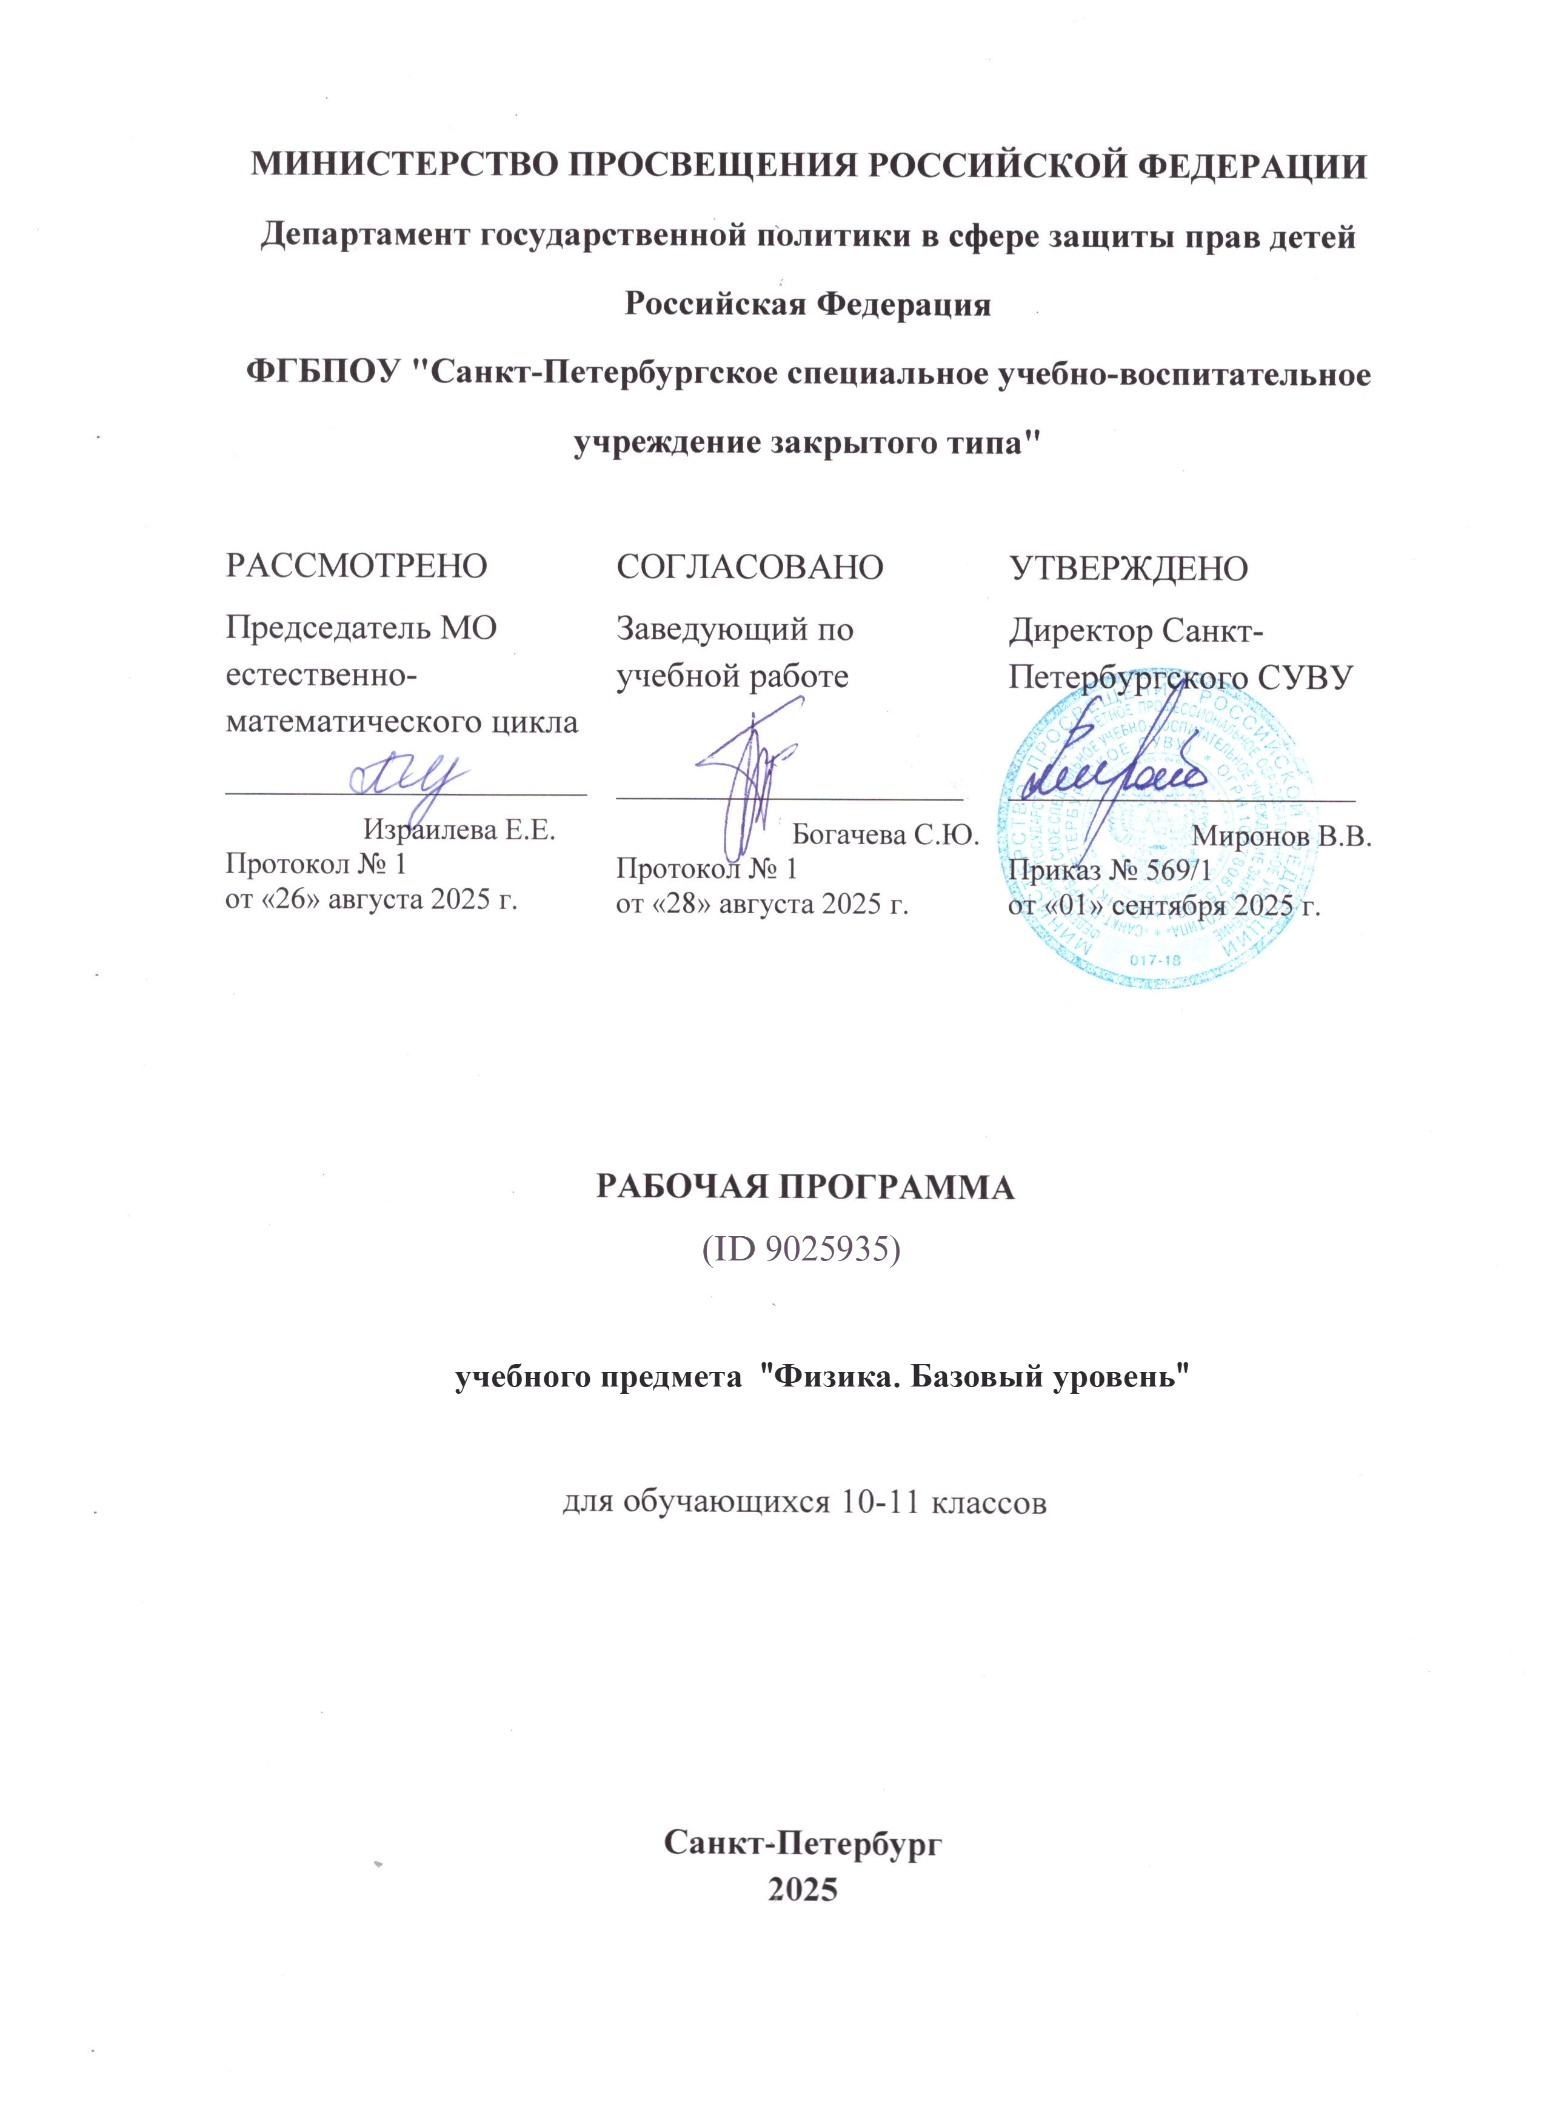 МИНИСТЕРСТВО ПРОСВЕЩЕНИЯ РОССИЙСКОЙ ФЕДЕРАЦИИ
Департамент государственной политики в сфере защиты прав детей
Российская Федерация
ФГБПОУ "Санкт-Петербургское специальное учебно-воспитательное
учреждение закрытого типа"
РАССМОТРЕНО
Председатель МО
естественно-
математического цикла
Израилева Е.Е.
Протокол № 1
от «26» августа 2025 г.
СОГЛАСОВАНО
Заведующий по
учебной работе
Богачева С.Ю.
Протокол № 1
от «28» августа 2025 г.
УТВЕРЖДЕНО
Директор Санкт-
Петербургского СУВУ
Миронов В.В.
Приказ № 569/1
от «01» сентября 2025 г.
017-18
РАБОЧАЯ ПРОГРАММА
(ID 9025935)
учебного предмета "Физика. Базовый уровень"
для обучающихся 10-11 классов
Санкт-Петербург
2025